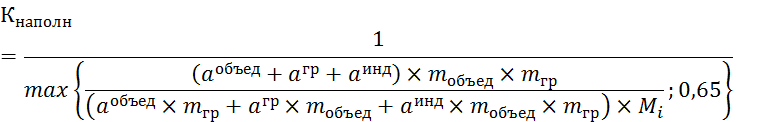 К_наполн
= 1 / max { (a^объед + a^гр + a^инд) × m_объед × m_гр / (a^объед × m_гр + a^гр × m_объед + a^инд × m_объед × m_гр) × M_i ; 0,65 }